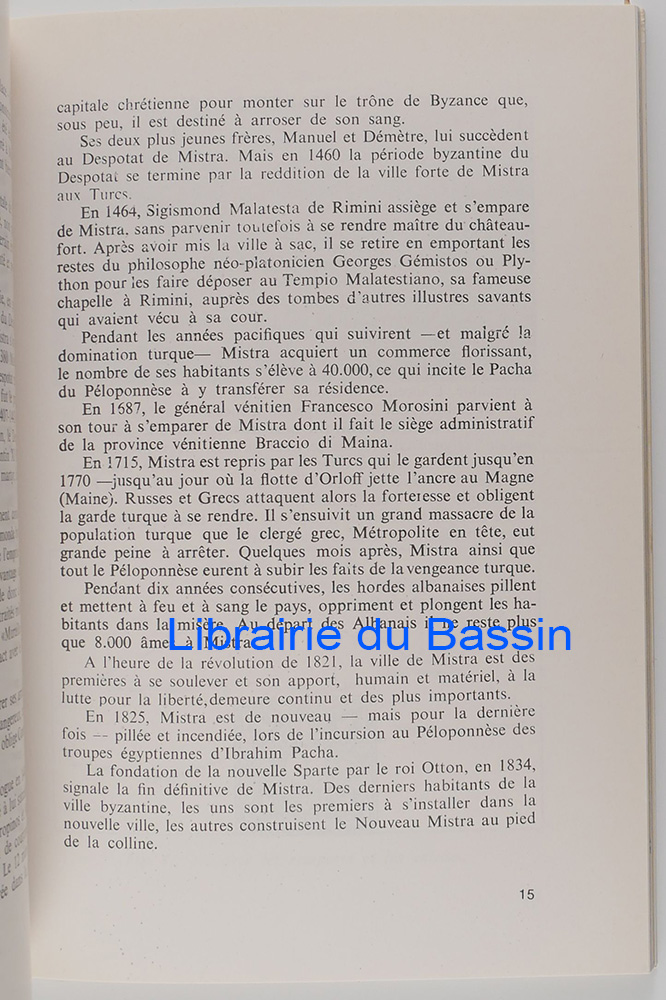 capitale chrétienne pour monter sur le trône de Byzance que,
sous peu, il est destiné à arroser de son sang.
Ses deux plus jeunes frères, Manuel et Démètre, lui succèdent
au Despotat de Mistra. Mais en 1460 la période byzantine du
Despotat se termine par la reddition de la ville forte de Mistra
aux Turcs.
En 1464, Sigismond Malatesta de Rimini assiège et s'empare
de Mistra, sans parvenir toutefois à se rendre maître du château-
fort. Après avoir mis la ville à sac, il se retire en emportant les
restes du philosophe néo-platonicien Georges Gémistos ou Ply-
thon pour les faire déposer au Tempio Malatestiano, sa fameuse
chapelle à Rimini, auprès des tombes d'autres illustres savants
qui avaient vécu à sa cour.
Pendant les années pacifiques qui suivirent —et malgré la
domination turque— Mistra acquiert un commerce florissant,
le nombre de ses habitants s'élève à 40.000, ce qui incite le Pacha
du Péloponnèse à y transférer sa résidence.
En 1687, le général vénitien Francesco Morosini parvient à
son tour à s'emparer de Mistra dont il fait le siège administratif
de la province vénitienne Braccio di Maina.
En 1715, Mistra est repris par les Turcs qui le gardent jusqu'en
1770 —jusqu'au jour où la flotte d'Orloff jette l'ancre au Magne
(Maine). Russes et Grecs attaquent alors la forteresse et obligent
la garde turque à se rendre. Il s'ensuivit un grand massacre de la
population turque que le clergé grec, Métropolite en tête, eut
grande peine à arrêter. Quelques mois après, Mistra ainsi que
tout le Péloponnèse eurent à subir les faits de la vengeance turque.
Pendant dix années consécutives, les hordes albanaises pillent
et mettent à feu et à sang le pays, oppriment et plongent les ha-
bitants dans la misère. Au départ des Albanais il ne reste plus
que 8.000 âmes à Mistra
Librairie du Bassin
A l'heure de la révolution de 1821, la ville de Mistra est des
premières à se soulever et son apport, humain et matériel, à la
lutte pour la liberté,demeure continu et des plus importants.
En 1825, Mistra est de nouveau — mais pour la dernière
fois — pillée et incendiée, lors de l'incursion au Péloponnèse des
troupes égyptiennes d'Ibrahim Pacha.
La fondation de la nouvelle Sparte par le roi Otton, en 1834,
signale la fin définitive de Mistra. Des derniers habitants de la
ville byzantine, les uns sont les premiers à s'installer dans la
nouvelle ville, les autres construisent le Nouveau Mistra au pied
de la colline.
15